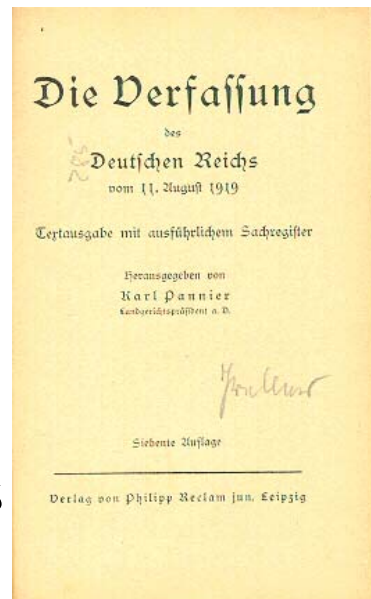 Die Verfassung
des
Deutschen Reichs
vom 11. August 1919
Textausgabe mit ausführlichem Sachregister
Herausgegeben von
Karl Pannier
Landgerichtspräsident a. D.
Siebente Auflage
Verlag von Philipp Reclam jun. Leipzig